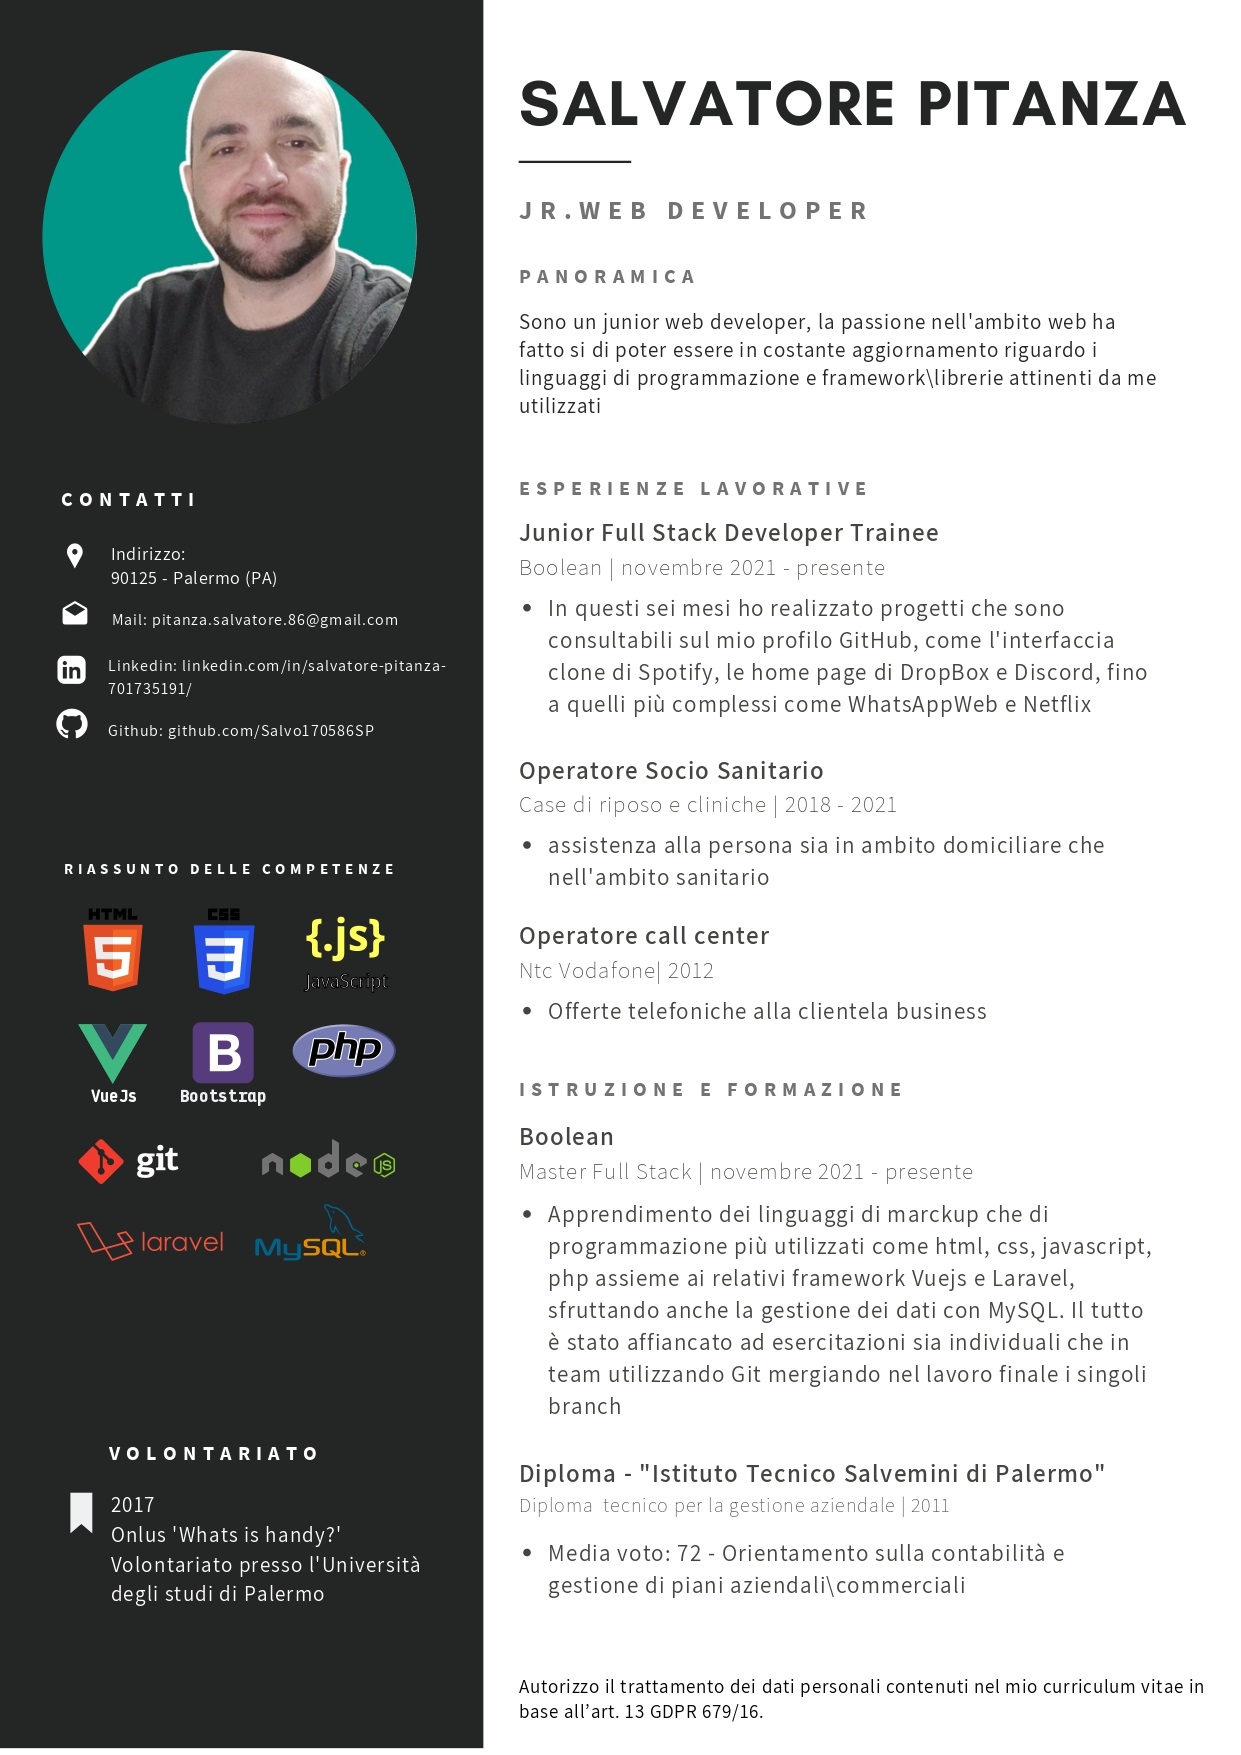 SALVATORE PITANZA
JR.WEB DEVELOPER
PANORAMICA
Sono un junior web developer, la passione nell'ambito web ha
fatto si di poter essere in costante aggiornamento riguardo i
linguaggi di programmazione e framework\librerie attinenti da me
utilizzati
ESPERIENZE LAVORATIVE
Junior Full Stack Developer Trainee
Boolean | novembre 2021 - presente
• In questi sei mesi ho realizzato progetti che sono
consultabili sul mio profilo GitHub, come l'interfaccia
clone di Spotify, le home page di DropBox e Discord, fino
a quelli più complessi come WhatsAppWeb e Netflix
Operatore Socio Sanitario
Case di riposo e cliniche | 2018 - 2021
• assistenza alla persona sia in ambito domiciliare che
nell'ambito sanitario
Operatore call center
Ntc Vodafone| 2012
• Offerte telefoniche alla clientela business
ISTRUZIONE E FORMAZIONE
Boolean
Master Full Stack | novembre 2021 - presente
• Apprendimento dei linguaggi di marckup che di
programmazione più utilizzati come html, css, javascript,
php assieme ai relativi framework Vuejs e Laravel,
sfruttando anche la gestione dei dati con MySQL. Il tutto
è stato affiancato ad esercitazioni sia individuali che in
team utilizzando Git mergiando nel lavoro finale i singoli
branch
Diploma - "Istituto Tecnico Salvemini di Palermo"
Diploma tecnico per la gestione aziendale | 2011
• Media voto: 72 - Orientamento sulla contabilità e
gestione di piani aziendali\commerciali
Autorizzo il trattamento dei dati personali contenuti nel mio curriculum vitae in
base all’art. 13 GDPR 679/16.
CONTATTI
Indirizzo:
90125 - Palermo (PA)
Mail: pitanza.salvatore.86@gmail.com
in
Linkedin: linkedin.com/in/salvatore-pitanza-
701735191/
Github: github.com/Salvo170586SP
RIASSUNTO DELLE COMPETENZE
HTML CSS {.js}
5 3 JavaScript
B php
VueJs Bootstrap
git node JS
laravel MySQL®
VOLONTARIATO
2017
Onlus 'Whats is handy?'
Volontariato presso l'Università
degli studi di Palermo